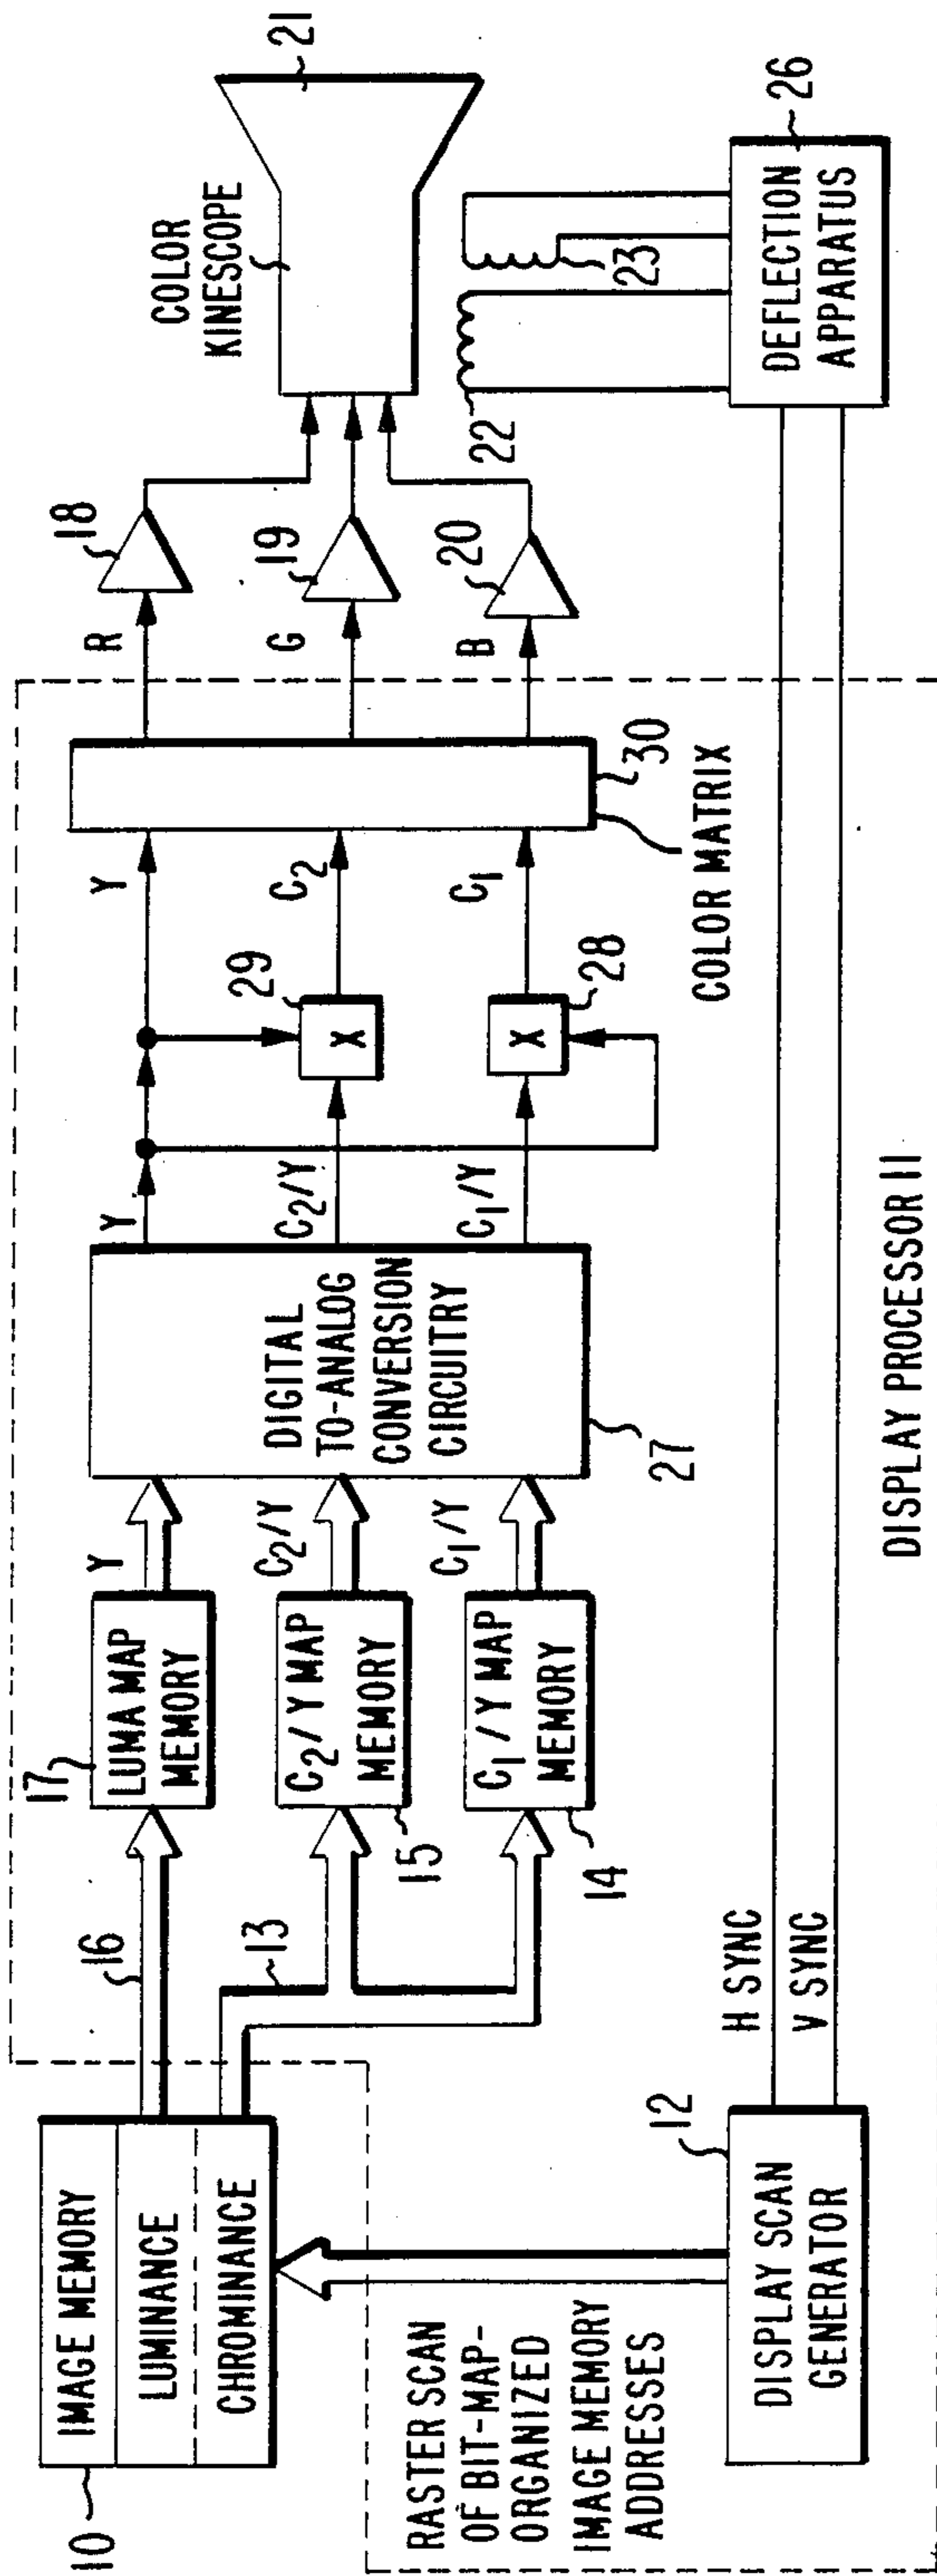 10
IMAGE MEMORY
LUMINANCE
CHROMINANCE
16
13
17
LUMA MAP
MEMORY
C2/Y MAP
MEMORY
15
C1/Y MAP
MEMORY
14
Y
C2/Y
C1/Y
DIGITAL
TO-ANALOG
CONVERSION
CIRCUITRY
27
Y
C2/Y
C1/Y
29
X
28
X
Y
C2
C1
30
COLOR MATRIX
R
G
B
18
19
20
COLOR
KINESCOPE
21
22
23
DEFLECTION
APPARATUS
26
RASTER SCAN
OF BIT-MAP-
ORGANIZED
IMAGE MEMORY
ADDRESSES
12
DISPLAY SCAN
GENERATOR
H SYNC
V SYNC
DISPLAY PROCESSOR 11